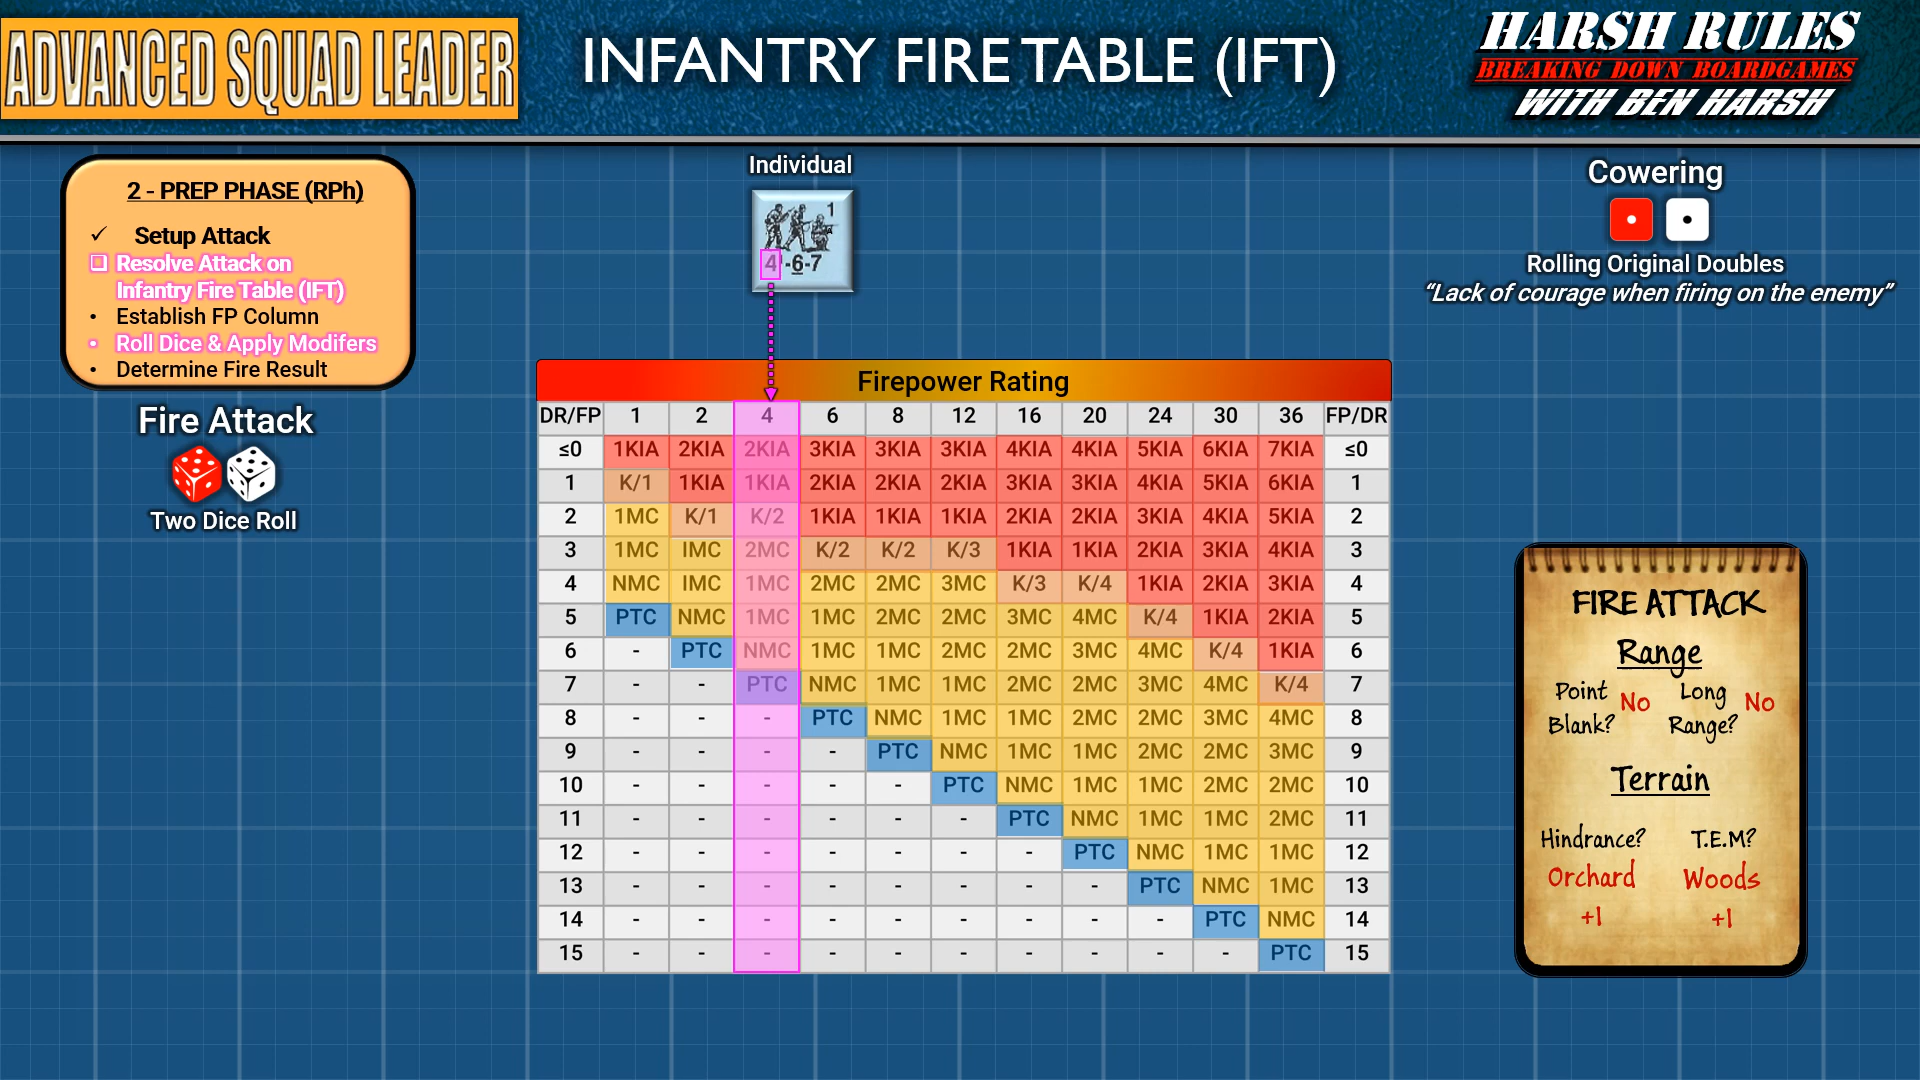 ADVANCED SQUAD LEADER
INFANTRY FIRE TABLE (IFT)
HARSH RULES
BREAKING DOWN BOARDGAMES
WITH BEN HARSH
2 - PREP PHASE (RPh)
✓ Setup Attack
Resolve Attack on
Infantry Fire Table (IFT)
• Establish FP Column
• Roll Dice & Apply Modifers
• Determine Fire Result
Fire Attack
Two Dice Roll
Individual
1
4-6-7
Cowering
Rolling Original Doubles
“Lack of courage when firing on the enemy”
Firepower Rating
DR/FP 1 2 4 6 8 12 16 20 24 30 36 FP/DR
≤0 1KIA 2KIA 2KIA 3KIA 3KIA 3KIA 4KIA 4KIA 5KIA 6KIA 7KIA ≤0
1 K/1 1KIA 1KIA 2KIA 2KIA 2KIA 3KIA 3KIA 4KIA 5KIA 6KIA 1
2 1MC K/1 K/2 1KIA 1KIA 1KIA 2KIA 2KIA 3KIA 4KIA 5KIA 2
3 1MC IMC 2MC K/2 K/2 K/3 1KIA 1KIA 2KIA 3KIA 4KIA 3
4 NMC IMC 1MC 2MC 2MC 3MC K/3 K/4 1KIA 2KIA 3KIA 4
5 PTC NMC 1MC 1MC 2MC 2MC 3MC 4MC K/4 1KIA 2KIA 5
6 - PTC NMC 1MC 1MC 2MC 2MC 3MC 4MC K/4 1KIA 6
7 - - PTC NMC 1MC 1MC 2MC 2MC 3MC 4MC K/4 7
8 - - - PTC NMC 1MC 1MC 2MC 2MC 3MC 4MC 8
9 - - - - PTC NMC 1MC 1MC 2MC 2MC 3MC 9
10 - - - - - PTC NMC 1MC 1MC 2MC 2MC 10
11 - - - - - - PTC NMC 1MC 1MC 2MC 11
12 - - - - - - - PTC NMC 1MC 1MC 12
13 - - - - - - - - PTC NMC 1MC 13
14 - - - - - - - - - PTC NMC 14
15 - - - - - - - - - - PTC 15
FIRE ATTACK
Range
Point Blank? No Long Range? No
Terrain
Hindrance? T.E.M?
Orchard Woods
+1 +1